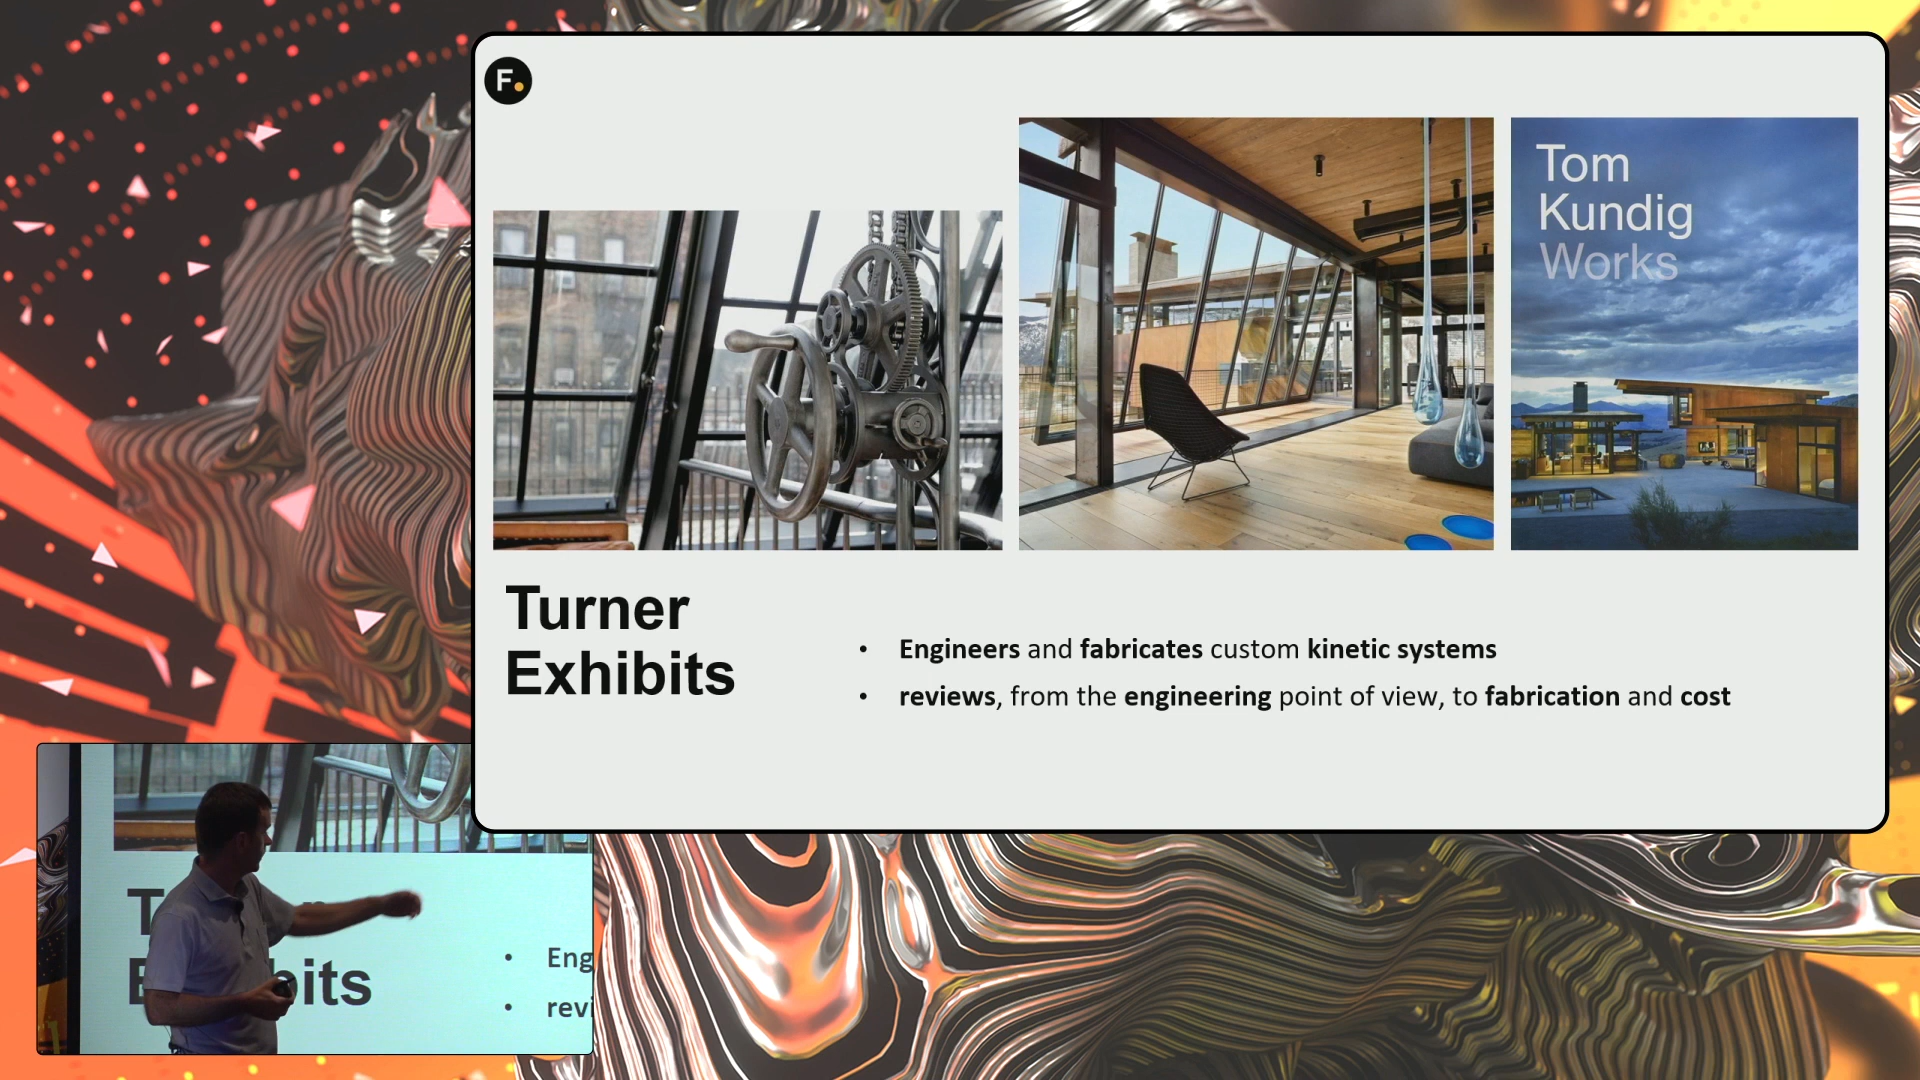 F.
Tom
Kundig
Works
Turner
Exhibits
• Engineers and fabricates custom kinetic systems
• reviews, from the engineering point of view, to fabrication and cost
T
E bits
• Eng
• revi